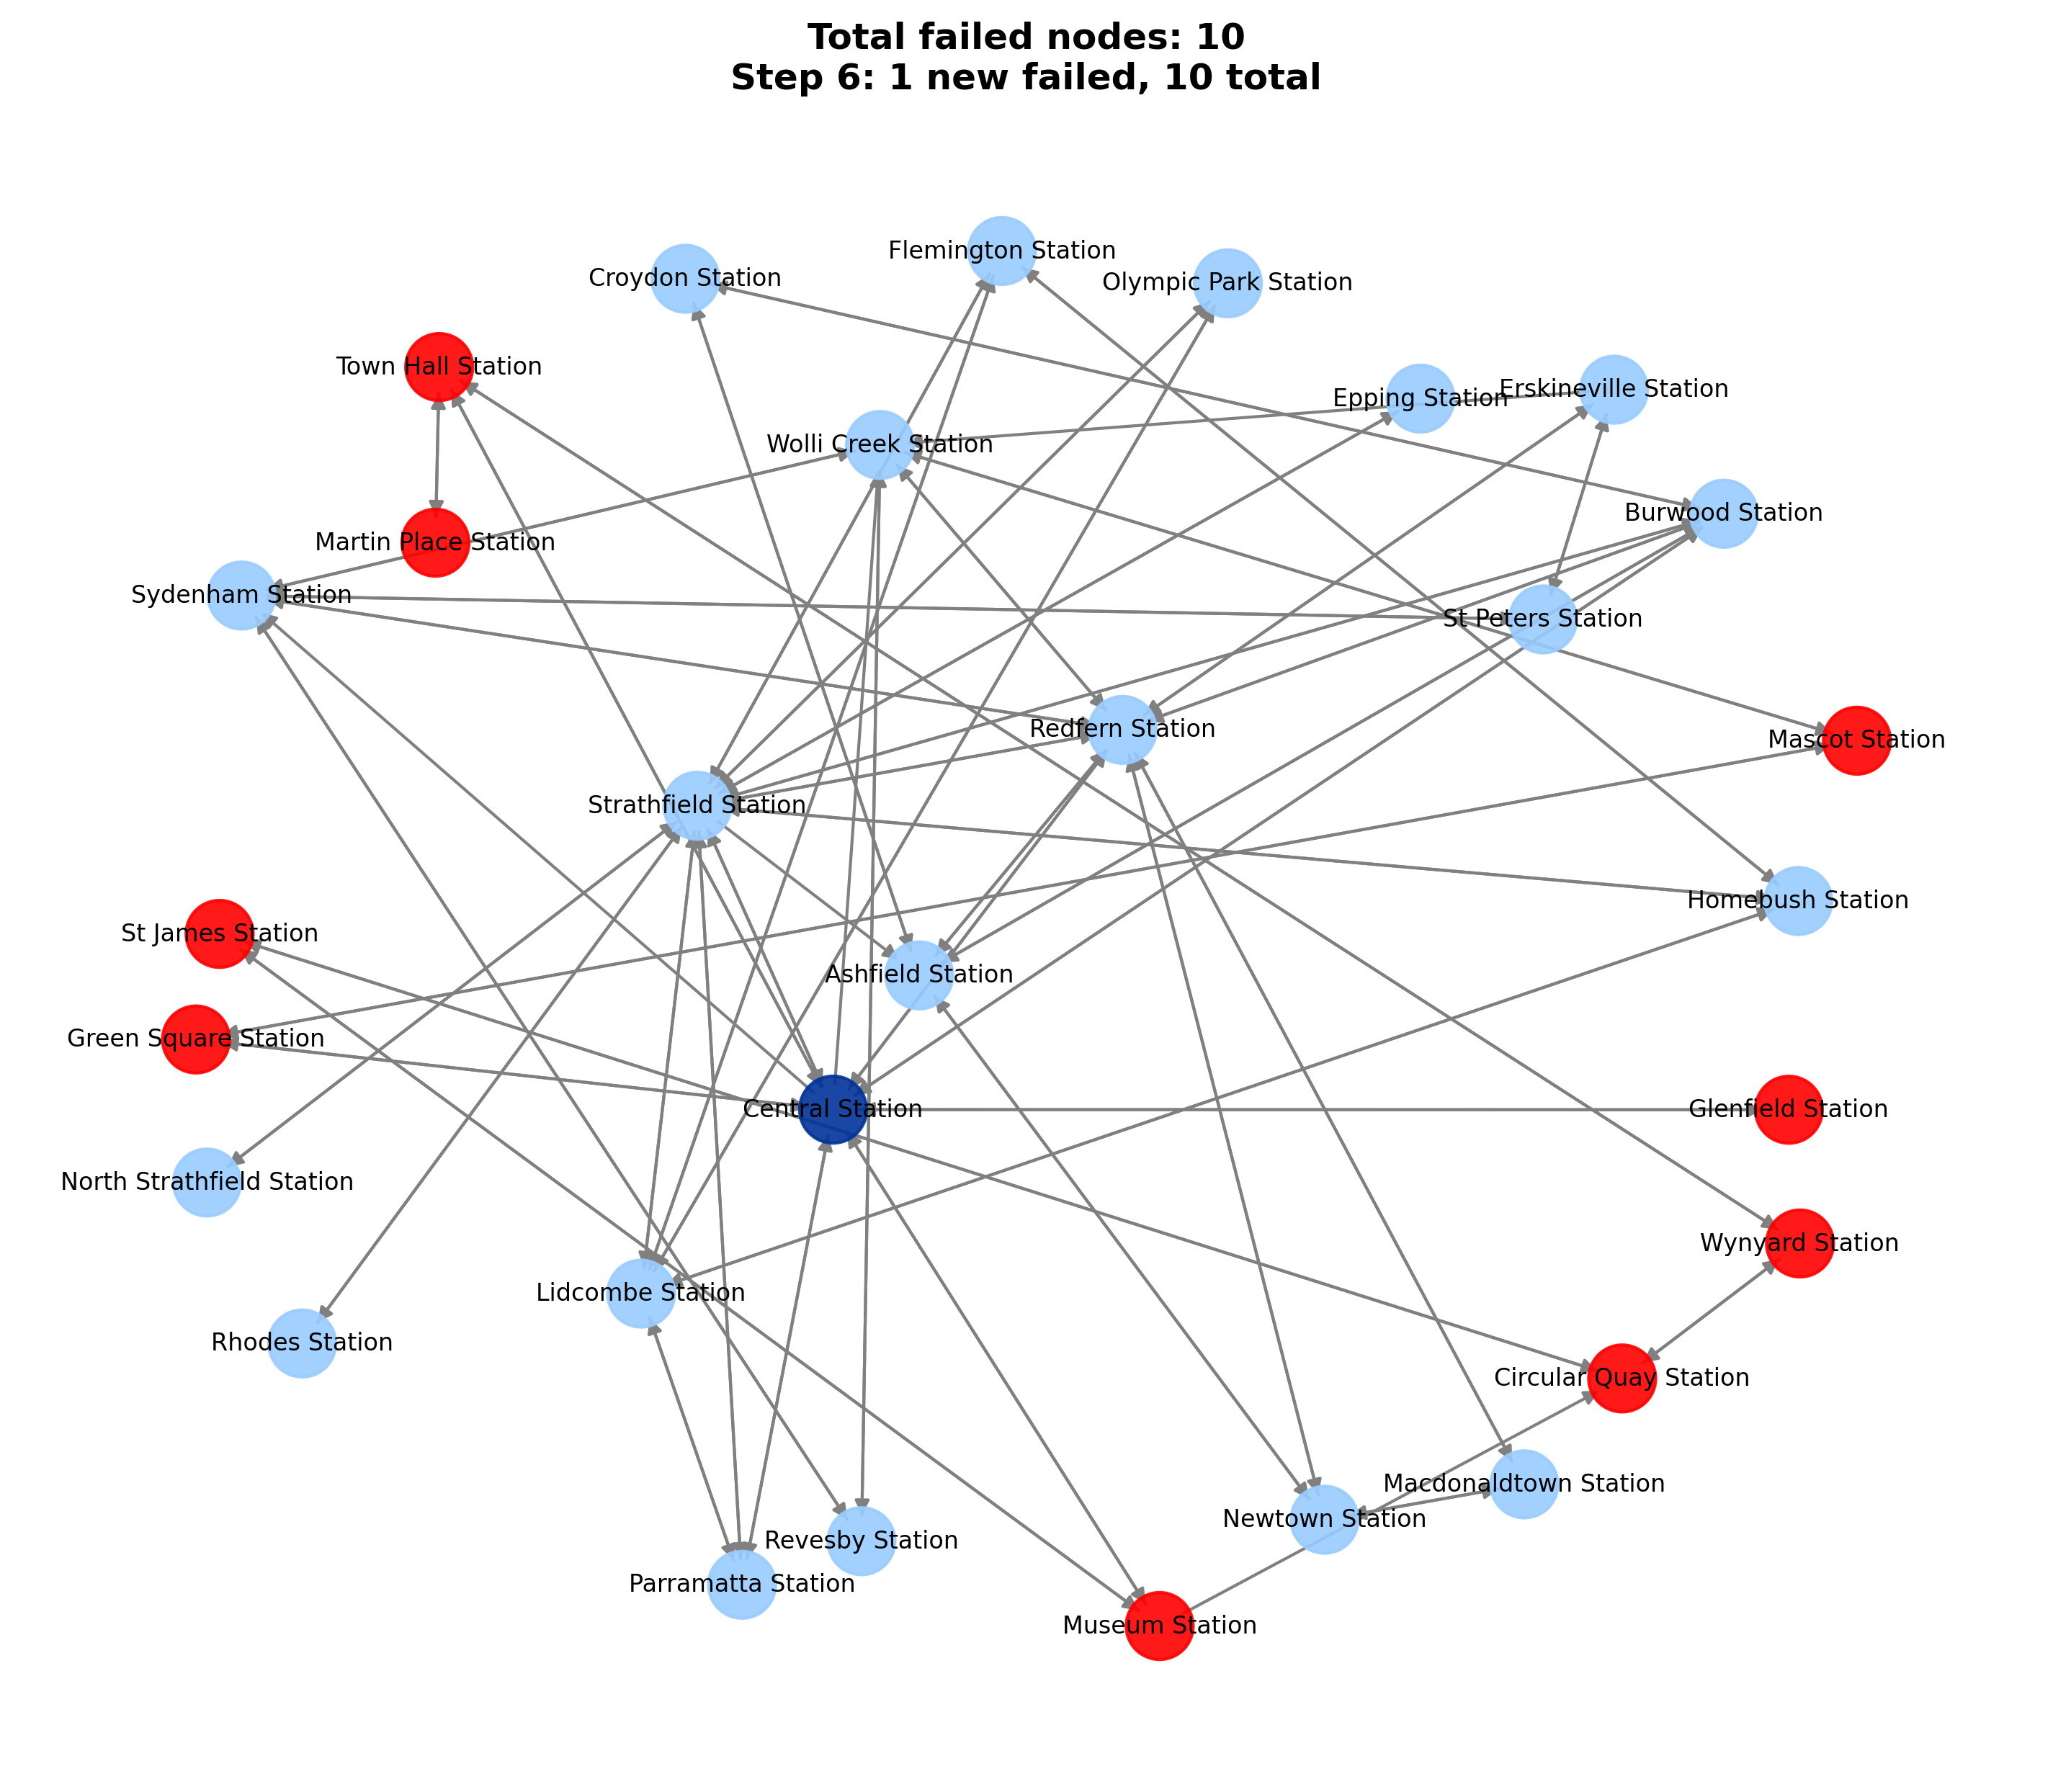 Total failed nodes: 10
Step 6: 1 new failed, 10 total
Flemington Station
Croydon Station
Olympic Park Station
Town Hall Station
Epping Station
Erskineville Station
Wolli Creek Station
Burwood Station
Martin Place Station
Sydenham Station
St Peters Station
Redfern Station
Mascot Station
Strathfield Station
Homebush Station
St James Station
Ashfield Station
Green Square Station
Central Station
Glenfield Station
North Strathfield Station
Wynyard Station
Lidcombe Station
Rhodes Station
Circular Quay Station
Macdonaldtown Station
Newtown Station
Revesby Station
Parramatta Station
Museum Station